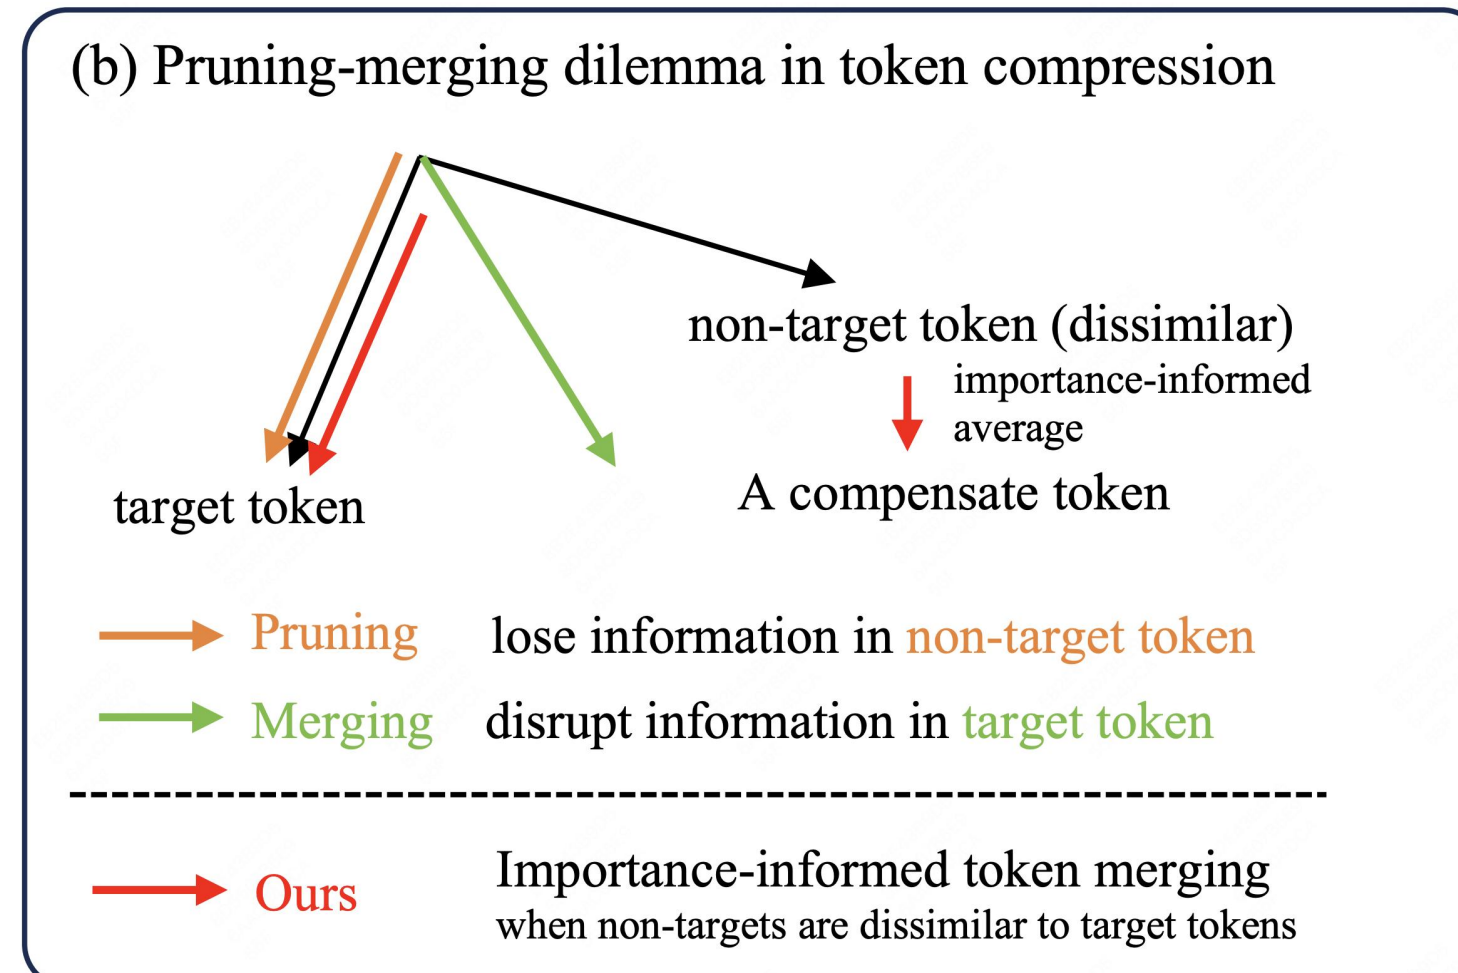 (b) Pruning-merging dilemma in token compression
non-target token (dissimilar)
importance-informed
average
target token
A compensate token
Pruning lose information in non-target token
Merging disrupt information in target token
Ours Importance-informed token merging
when non-targets are dissimilar to target tokens